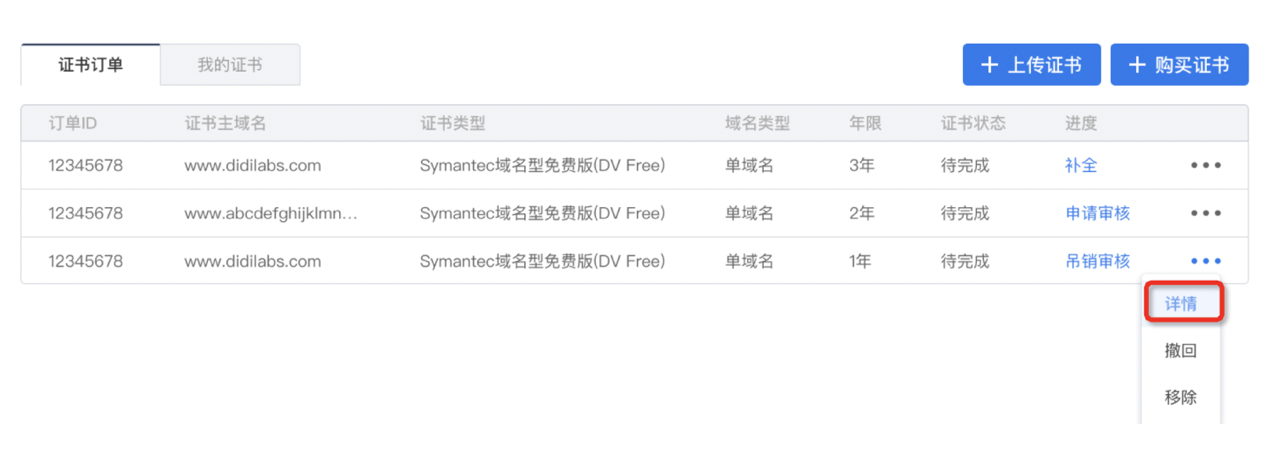 证书订单 我的证书 + 上传证书 + 购买证书
订单ID 证书主域名 证书类型 域名类型 年限 证书状态 进度
12345678 www.didilabs.com Symantec域名型免费版(DV Free) 单域名 3年 待完成 补全 •••
12345678 www.abcdefghijklmn... Symantec域名型免费版(DV Free) 单域名 2年 待完成 申请审核 •••
12345678 www.didilabs.com Symantec域名型免费版(DV Free) 单域名 1年 待完成 吊销审核 •••
详情
撤回
移除